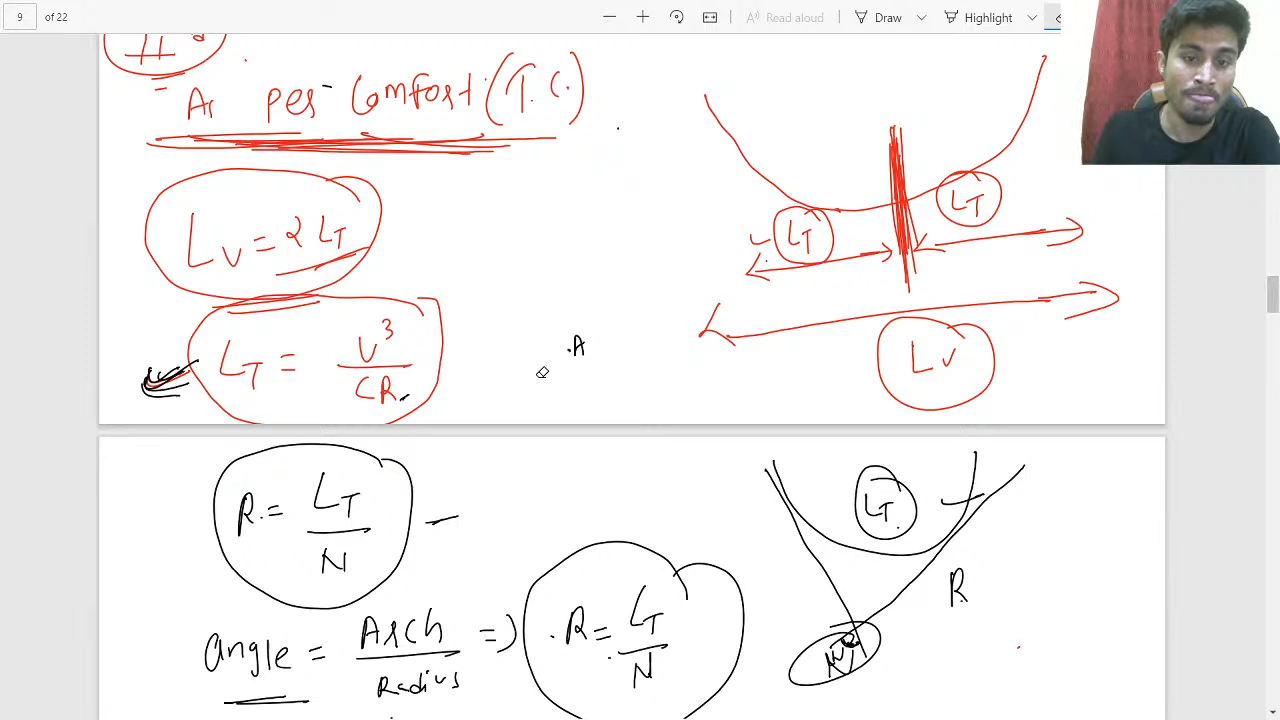 9 of 22 Read aloud Draw Highlight
As per Comfort (T.C.)
LV = 2 LT
LT LT
LV
LT = V³ / CR
.A
R = LT / N
LT
R
N
angle = Arch / Radius => R = LT / N